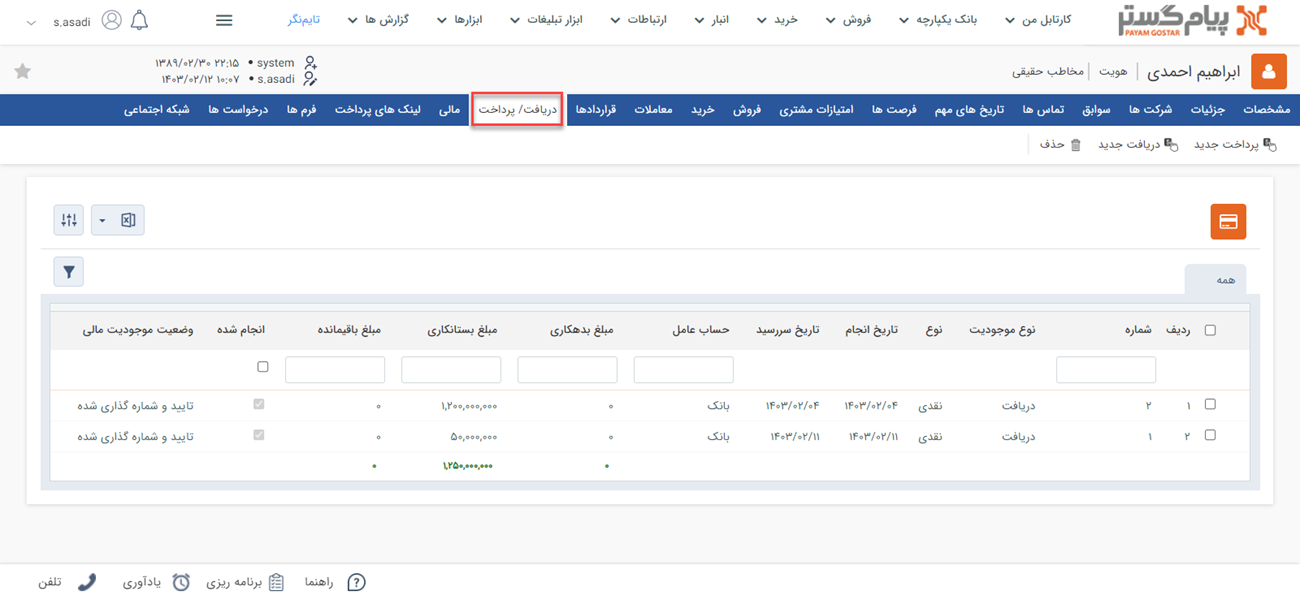 پیام گستر
PAYAM GOSTAR
کارتابل من
بانک یکپارچه
فروش
خرید
انبار
ارتباطات
ابزار تبلیغات
ابزارها
گزارش ها
تایم‌نگر
s.asadi
ابراهیم احمدی | هویت | مخاطب حقیقی
system • ۱۳۸۹/۰۲/۳۰ ۲۲:۱۵
s.asadi • ۱۴۰۳/۰۲/۱۲ ۱۰:۰۷
مشخصات جزئیات شرکت ها سوابق تماس ها تاریخ های مهم فرصت ها امتیازات مشتری فروش خرید معاملات قراردادها دریافت/ پرداخت مالی لینک های پرداخت فرم ها درخواست ها شبکه اجتماعی
پرداخت جدید دریافت جدید حذف
همه
ردیف شماره نوع موجودیت نوع تاریخ انجام تاریخ سررسید حساب عامل مبلغ بدهکاری مبلغ بستانکاری مبلغ باقیمانده انجام شده وضعیت موجودیت مالی
۱ ۲ دریافت نقدی ۱۴۰۳/۰۲/۰۴ ۱۴۰۳/۰۲/۰۴ بانک ۰ ۱,۲۰۰,۰۰۰,۰۰۰ ۰ تایید و شماره گذاری شده
۲ ۱ دریافت نقدی ۱۴۰۳/۰۲/۱۱ ۱۴۰۳/۰۲/۱۱ بانک ۰ ۵۰,۰۰۰,۰۰۰ ۰ تایید و شماره گذاری شده
۰ ۱,۲۵۰,۰۰۰,۰۰۰ ۰
راهنما برنامه ریزی یادآوری تلفن